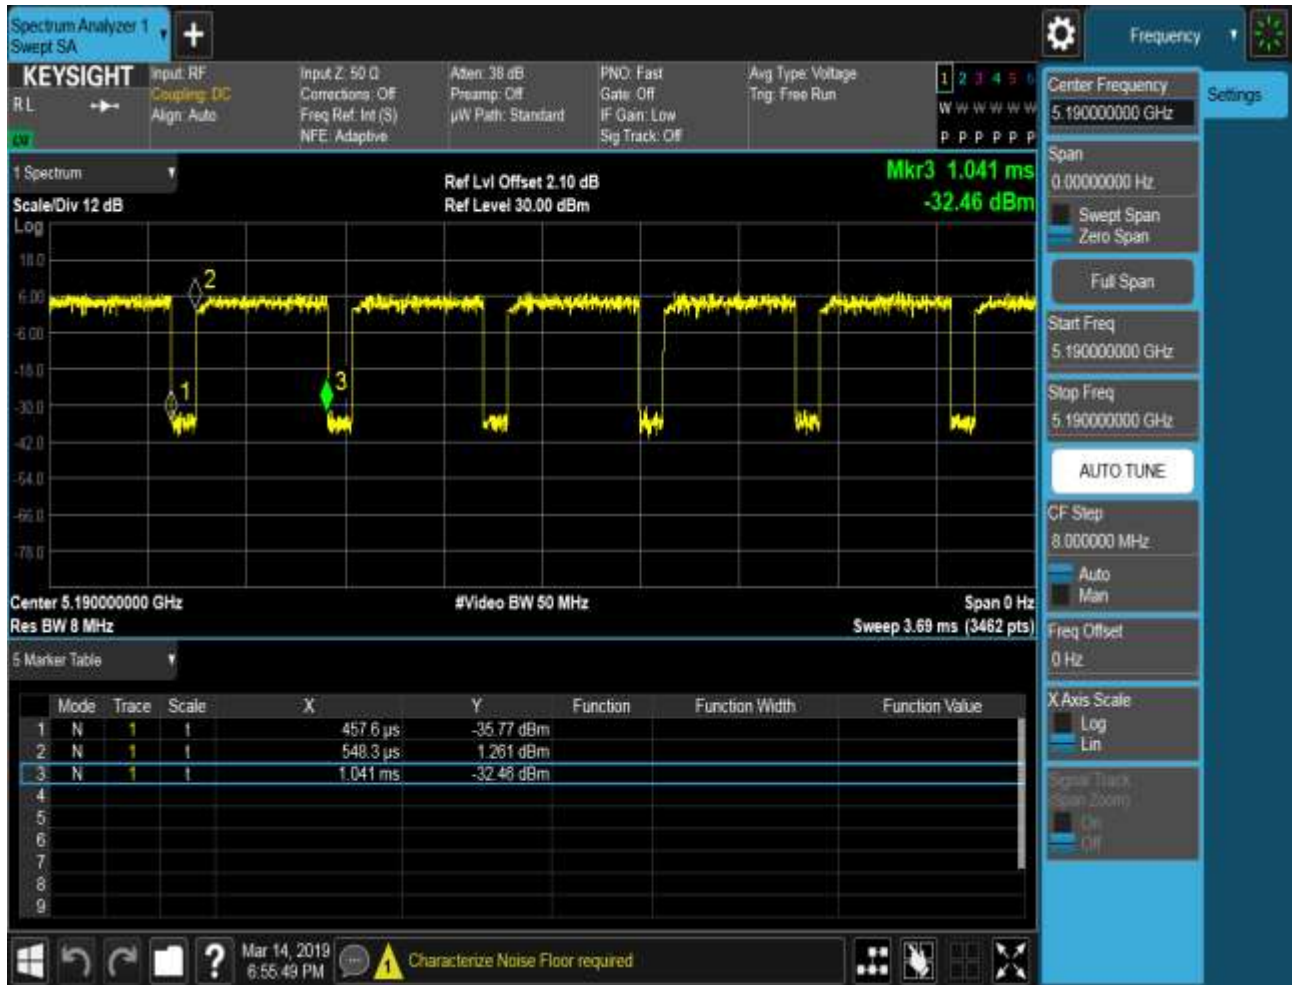 Spectrum Analyzer 1
Swept SA
+
Frequency
KEYSIGHT
RL
Input: RF
Coupling: DC
Align: Auto
Input Z: 50 Ω
Corrections: Off
Freq Ref: Int (S)
NFE: Adaptive
Atten: 38 dB
Preamp: Off
µW Path: Standard
PNO: Fast
Gate: Off
IF Gain: Low
Sig Track: Off
Avg Type: Voltage
Trig: Free Run
1 2 3 4 5 6
W W W W W W
P P P P P P
1 Spectrum
Scale/Div 12 dB
Log
Ref Lvl Offset 2.10 dB
Ref Level 30.00 dBm
Mkr3 1.041 ms
-32.46 dBm
18.0
6.00
-6.00
-18.0
-30.0
-42.0
-54.0
-66.0
-78.0
2
1
3
Center 5.190000000 GHz
Res BW 8 MHz
#Video BW 50 MHz
Span 0 Hz
Sweep 3.69 ms (3462 pts)
5 Marker Table
Mode Trace Scale X Y Function Function Width Function Value
1 N 1 t 457.6 µs -35.77 dBm
2 N 1 t 548.3 µs 1.261 dBm
3 N 1 t 1.041 ms -32.46 dBm
4
5
6
7
8
9
Center Frequency
5.190000000 GHz
Settings
Span
0.00000000 Hz
Swept Span
Zero Span
Full Span
Start Freq
5.190000000 GHz
Stop Freq
5.190000000 GHz
AUTO TUNE
CF Step
8.000000 MHz
Auto
Man
Freq Offset
0 Hz
X Axis Scale
Log
Lin
Signal Track
(Span Zoom)
On
Off
?
Mar 14, 2019
6:55:49 PM
1
Characterize Noise Floor required